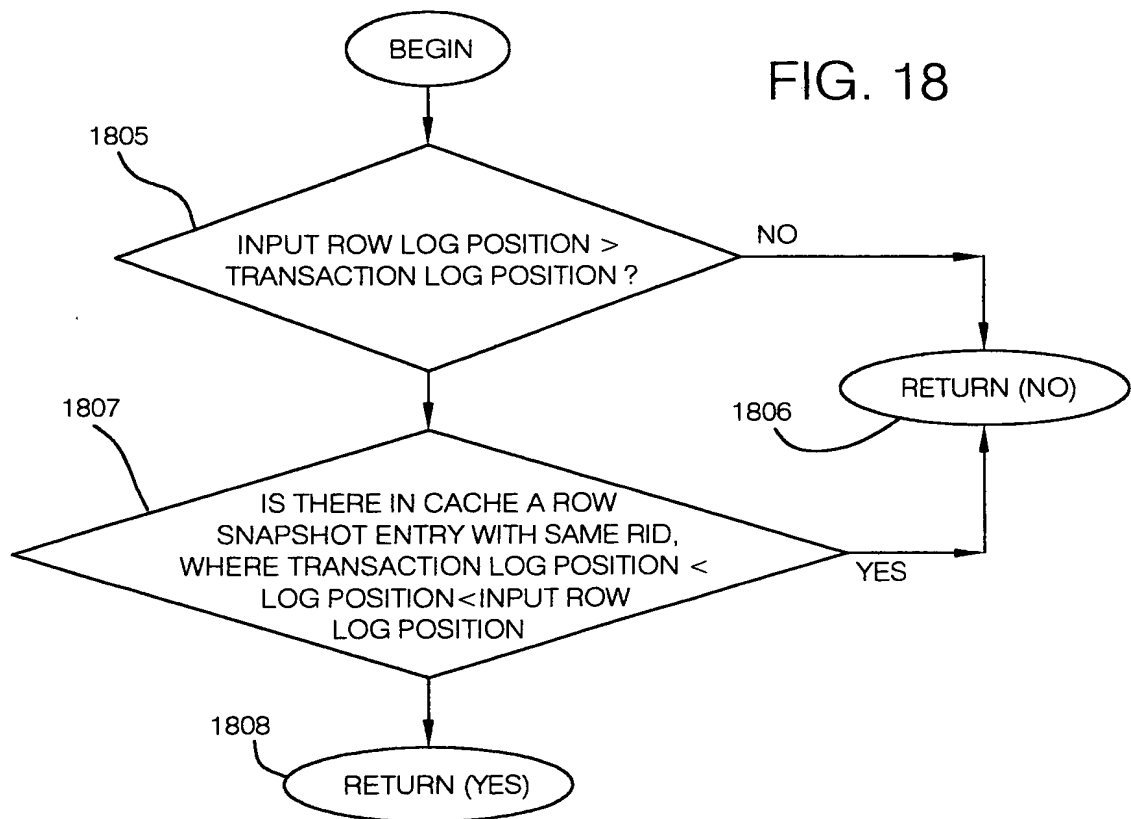 BEGIN
FIG. 18
1805
INPUT ROW LOG POSITION >
TRANSACTION LOG POSITION ?
NO
RETURN (NO)
1806
1807
IS THERE IN CACHE A ROW
SNAPSHOT ENTRY WITH SAME RID,
WHERE TRANSACTION LOG POSITION <
LOG POSITION<INPUT ROW
LOG POSITION
YES
1808
RETURN (YES)